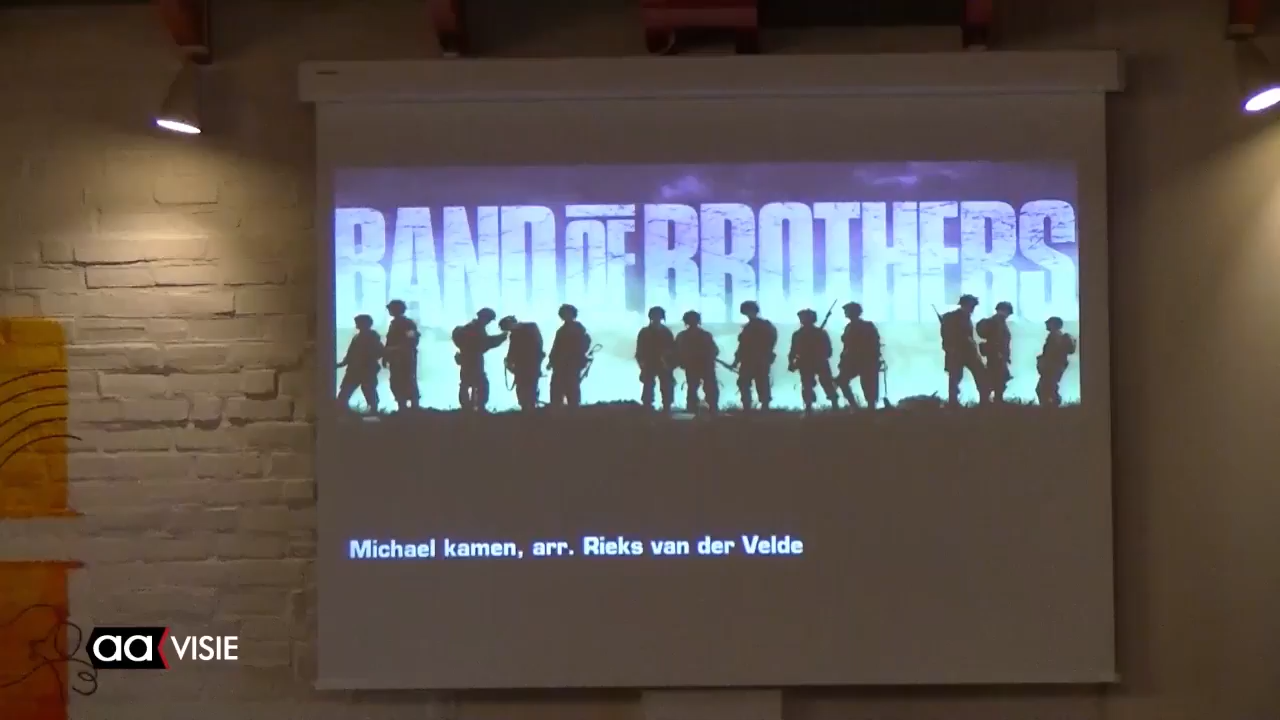 BAND OF BROTHERS
Michael kamen, arr. Rieks van der Velde
aa VISIE